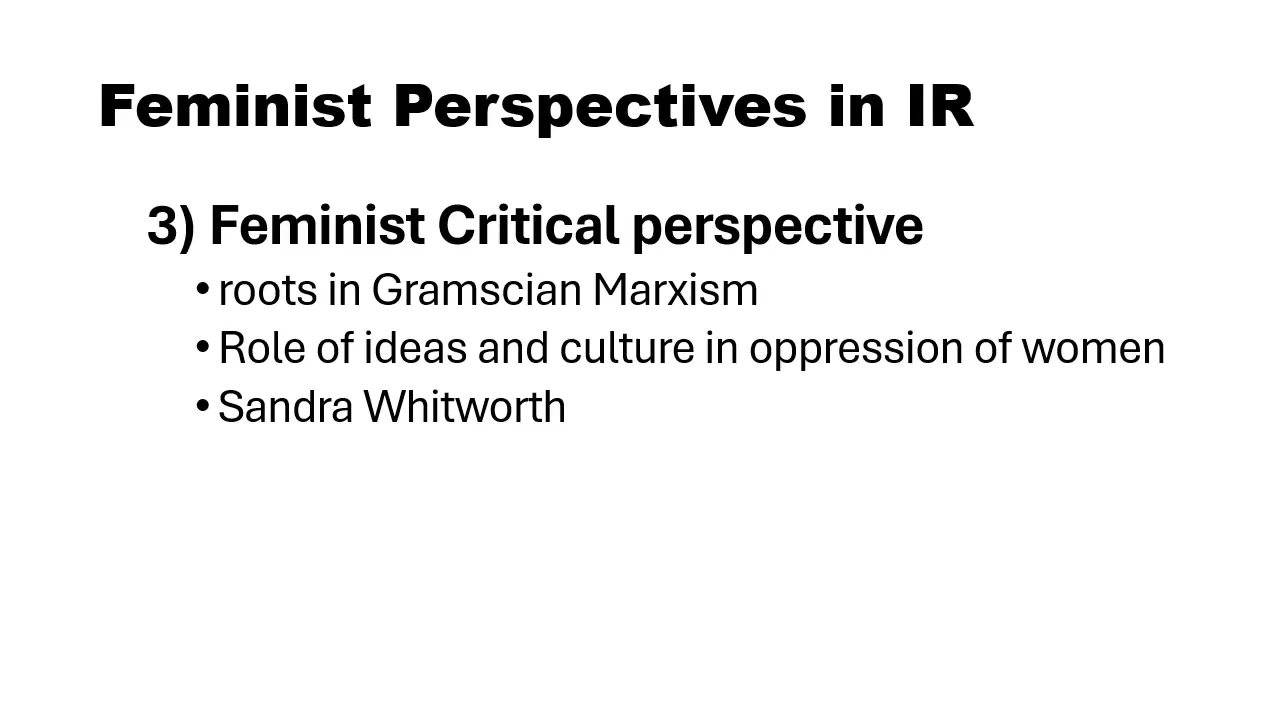 Feminist Perspectives in IR
3) Feminist Critical perspective
• roots in Gramscian Marxism
• Role of ideas and culture in oppression of women
• Sandra Whitworth